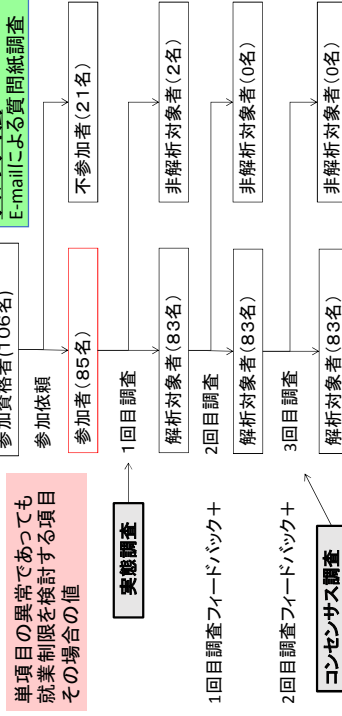 E-mailによる質問紙調査
参加資格者(106名)
単項目の異常であっても
就業制限を検討する項目
その場合の値
参加依頼
参加者(85名)
不参加者(21名)
実態調査
1回目調査
解析対象者(83名)
非解析対象者(2名)
1回目調査フィードバック+
2回目調査
解析対象者(83名)
非解析対象者(0名)
2回目調査フィードバック+
3回目調査
コンセンサス調査
解析対象者(83名)
非解析対象者(0名)